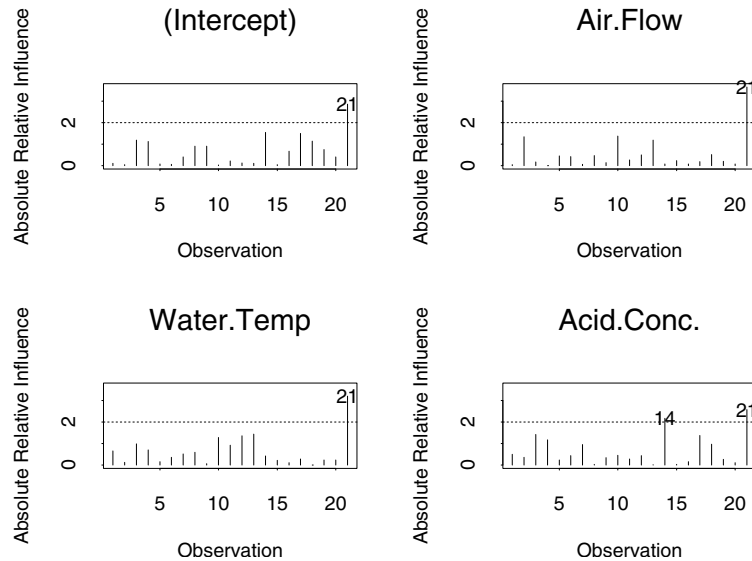 (Intercept)
Absolute Relative Influence
0 2
21
5 10 15 20
Observation
Air.Flow
Absolute Relative Influence
0 2
21
5 10 15 20
Observation
Water.Temp
Absolute Relative Influence
0 2
21
5 10 15 20
Observation
Acid.Conc.
Absolute Relative Influence
0 2
14 21
5 10 15 20
Observation